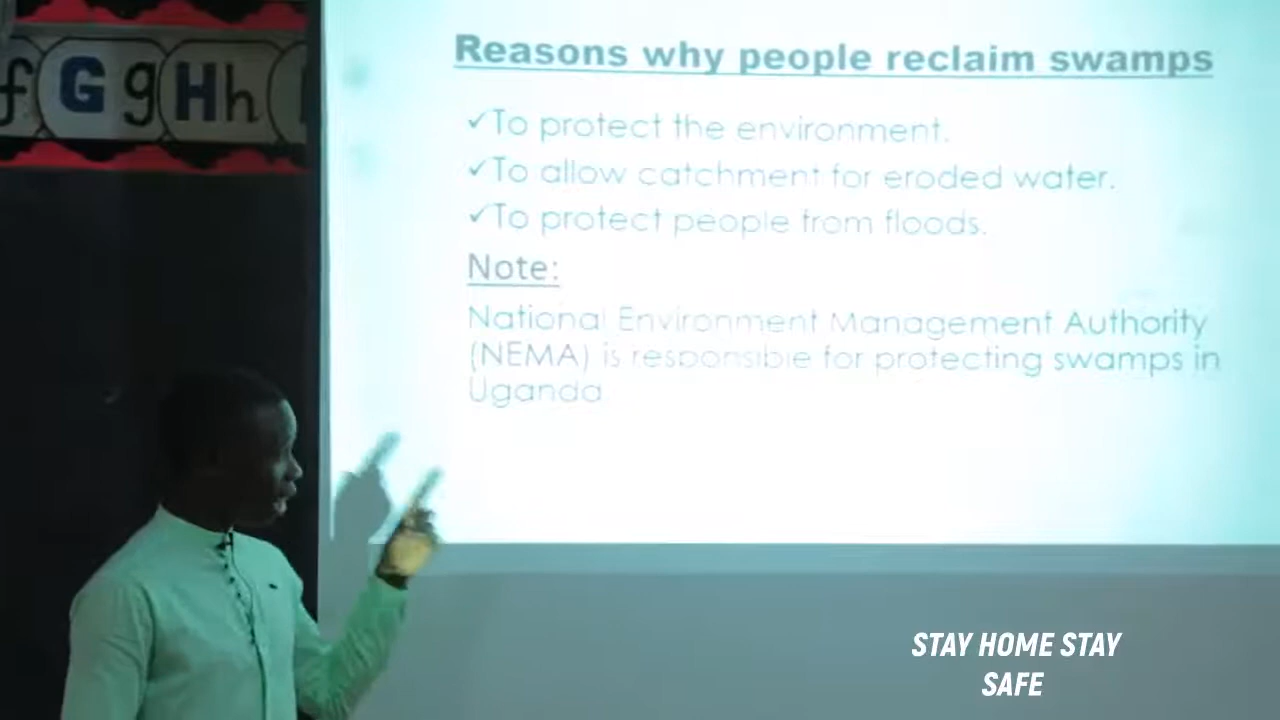 f G g H h
Reasons why people reclaim swamps
✓To protect the environment.
✓To allow catchment for eroded water.
✓To protect people from floods.
Note:
National Environment Management Authority
(NEMA) is responsible for protecting swamps in
Uganda
STAY HOME STAY
SAFE